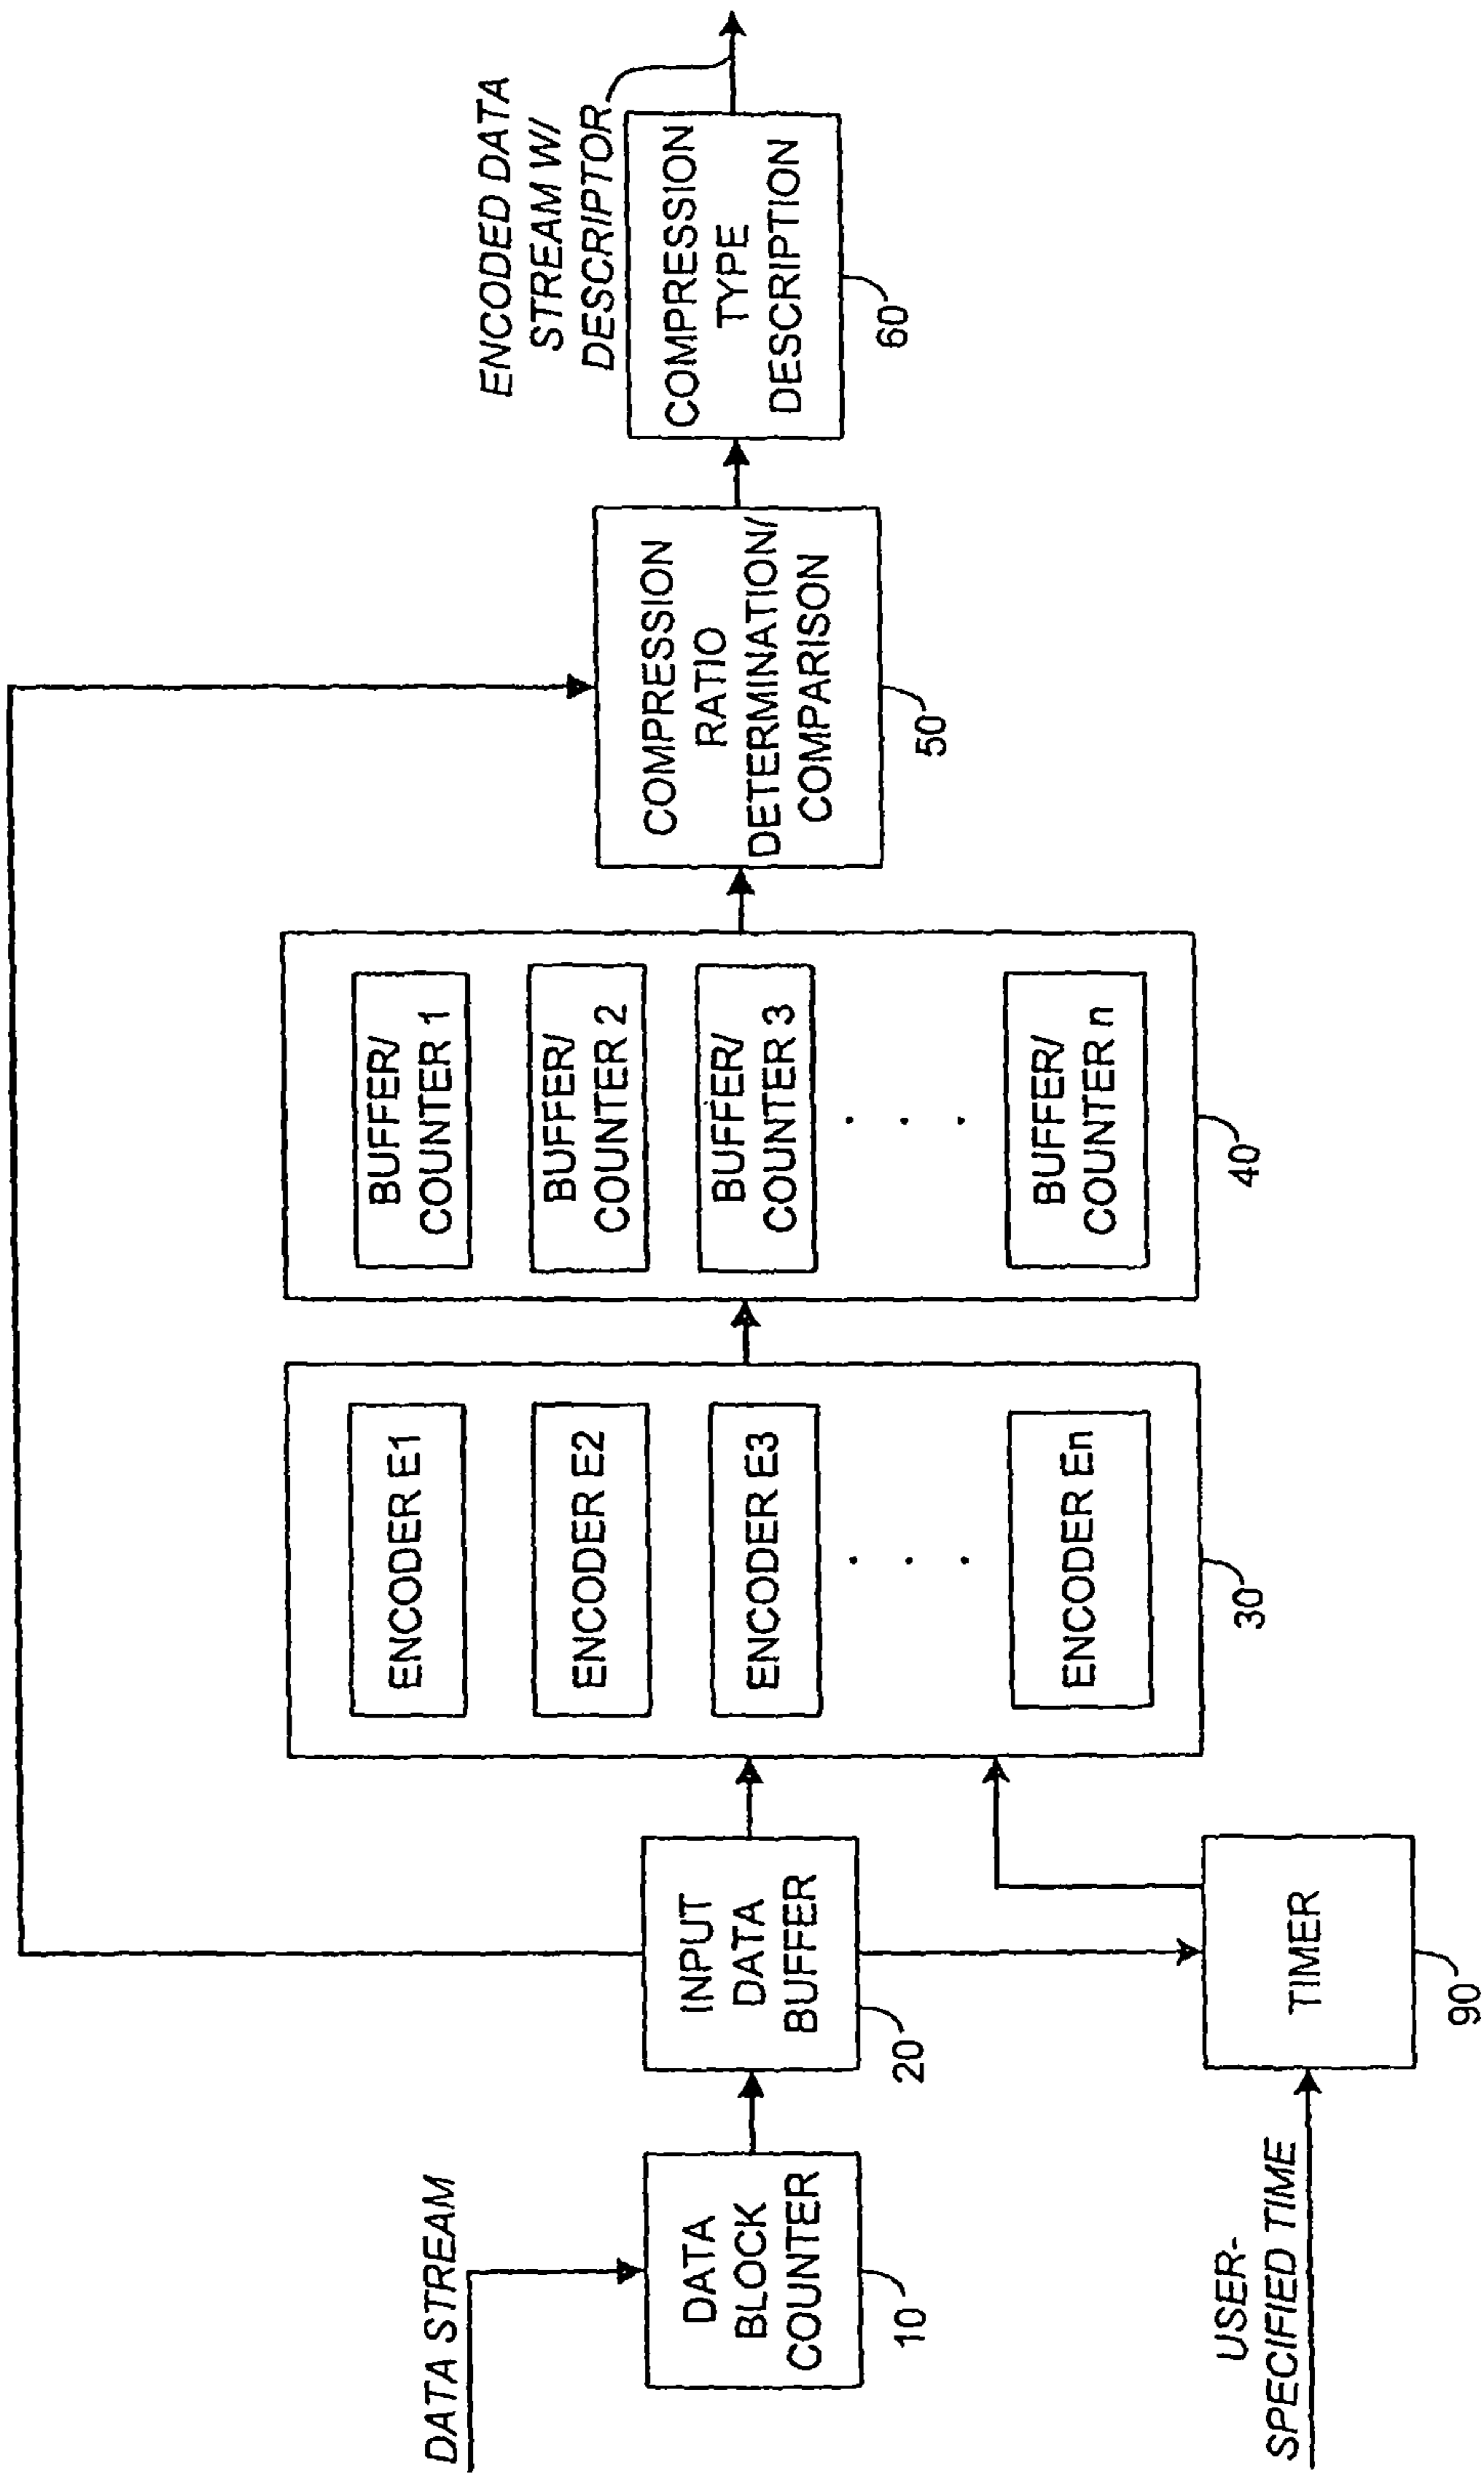 DATA STREAM
DATA
BLOCK
COUNTER
10
INPUT
DATA
BUFFER
20
USER-
SPECIFIED TIME
TIMER
90
ENCODER E1
ENCODER E2
ENCODER E3
. . .
ENCODER En
30
BUFFER/
COUNTER 1
BUFFER/
COUNTER 2
BUFFER/
COUNTER 3
. . .
BUFFER/
COUNTER n
40
COMPRESSION
RATIO
DETERMINATION/
COMPARISON
50
COMPRESSION
TYPE
DESCRIPTION
60
ENCODED DATA
STREAM W/
DESCRIPTOR